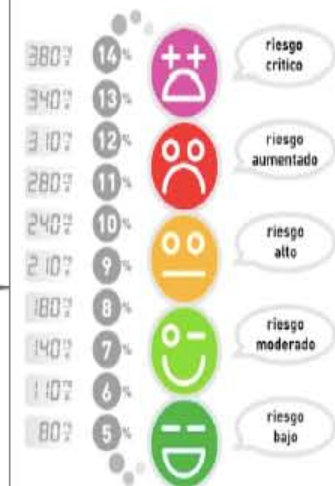 380 14%
riesgo
crítico
340 13%
310 12%
riesgo
aumentado
280 11%
240 10%
riesgo
alto
210 9%
180 8%
riesgo
moderado
140 7%
110 6%
riesgo
bajo
80 5%